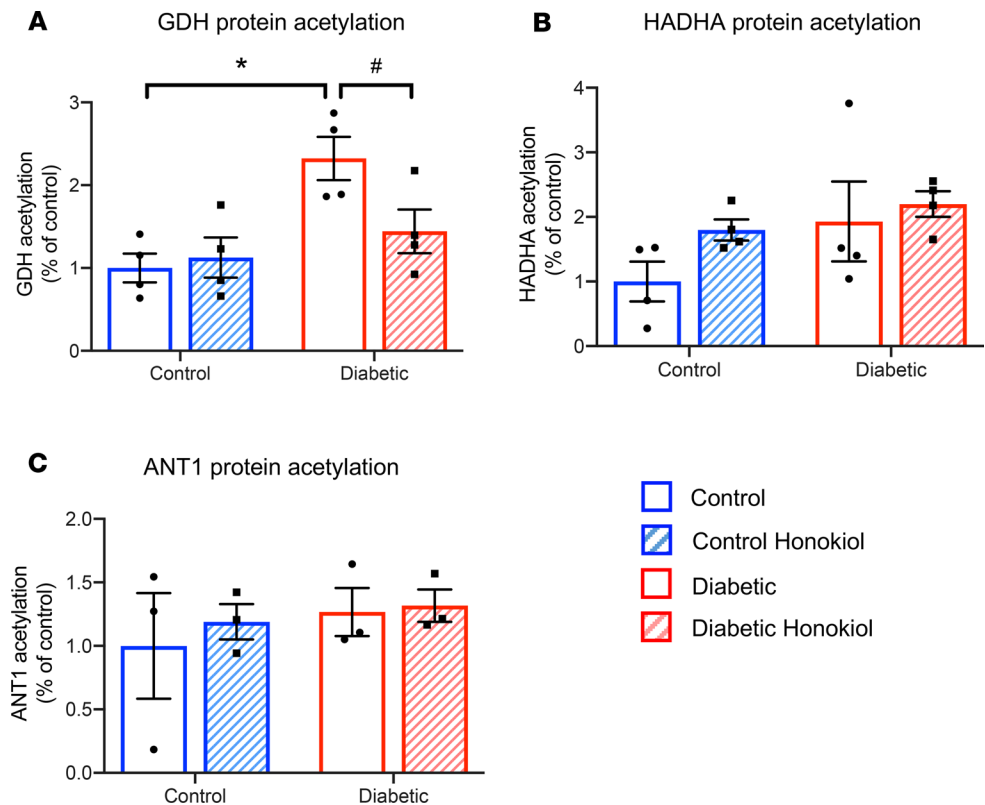 A
GDH protein acetylation
*
#
GDH acetylation
(% of control)
3
2
1
0
Control
Diabetic
B
HADHA protein acetylation
HADHA acetylation
(% of control)
4
3
2
1
0
Control
Diabetic
C
ANT1 protein acetylation
ANT1 acetylation
(% of control)
2.0
1.5
1.0
0.5
0.0
Control
Diabetic
Control
Control Honokiol
Diabetic
Diabetic Honokiol